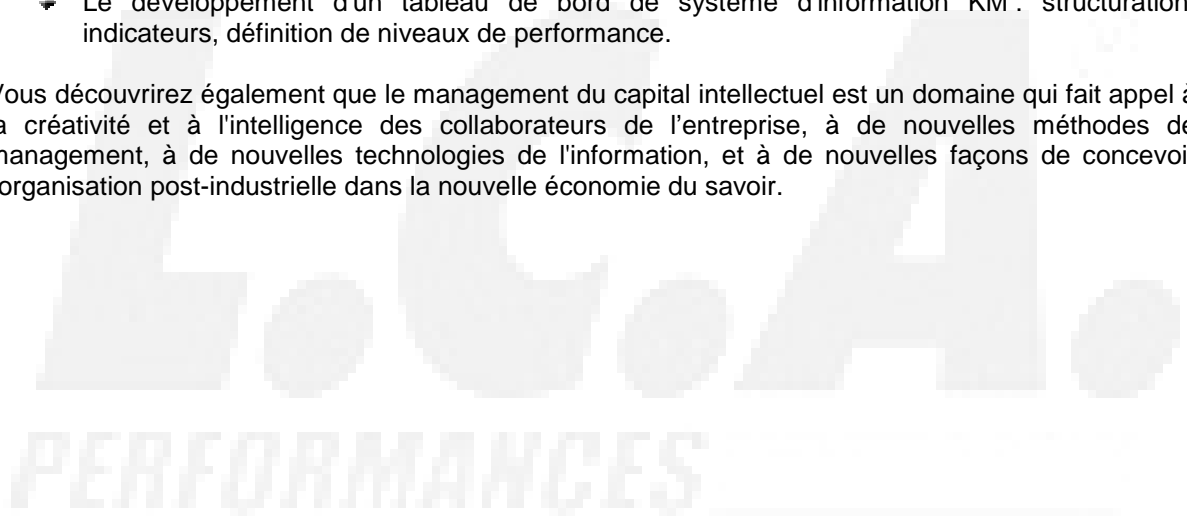 Le développement d'un tableau de bord de système d'information KM : structuration
indicateurs, définition de niveaux de performance.
Vous découvrirez également que le management du capital intellectuel est un domaine qui fait appel à
a créativité et à l'intelligence des collaborateurs de l'entreprise, à de nouvelles méthodes de
management, à de nouvelles technologies de l'information, et à de nouvelles façons de concevoi
organisation post-industrielle dans la nouvelle économie du savoir.
I.C.A.
PERFORMANCES